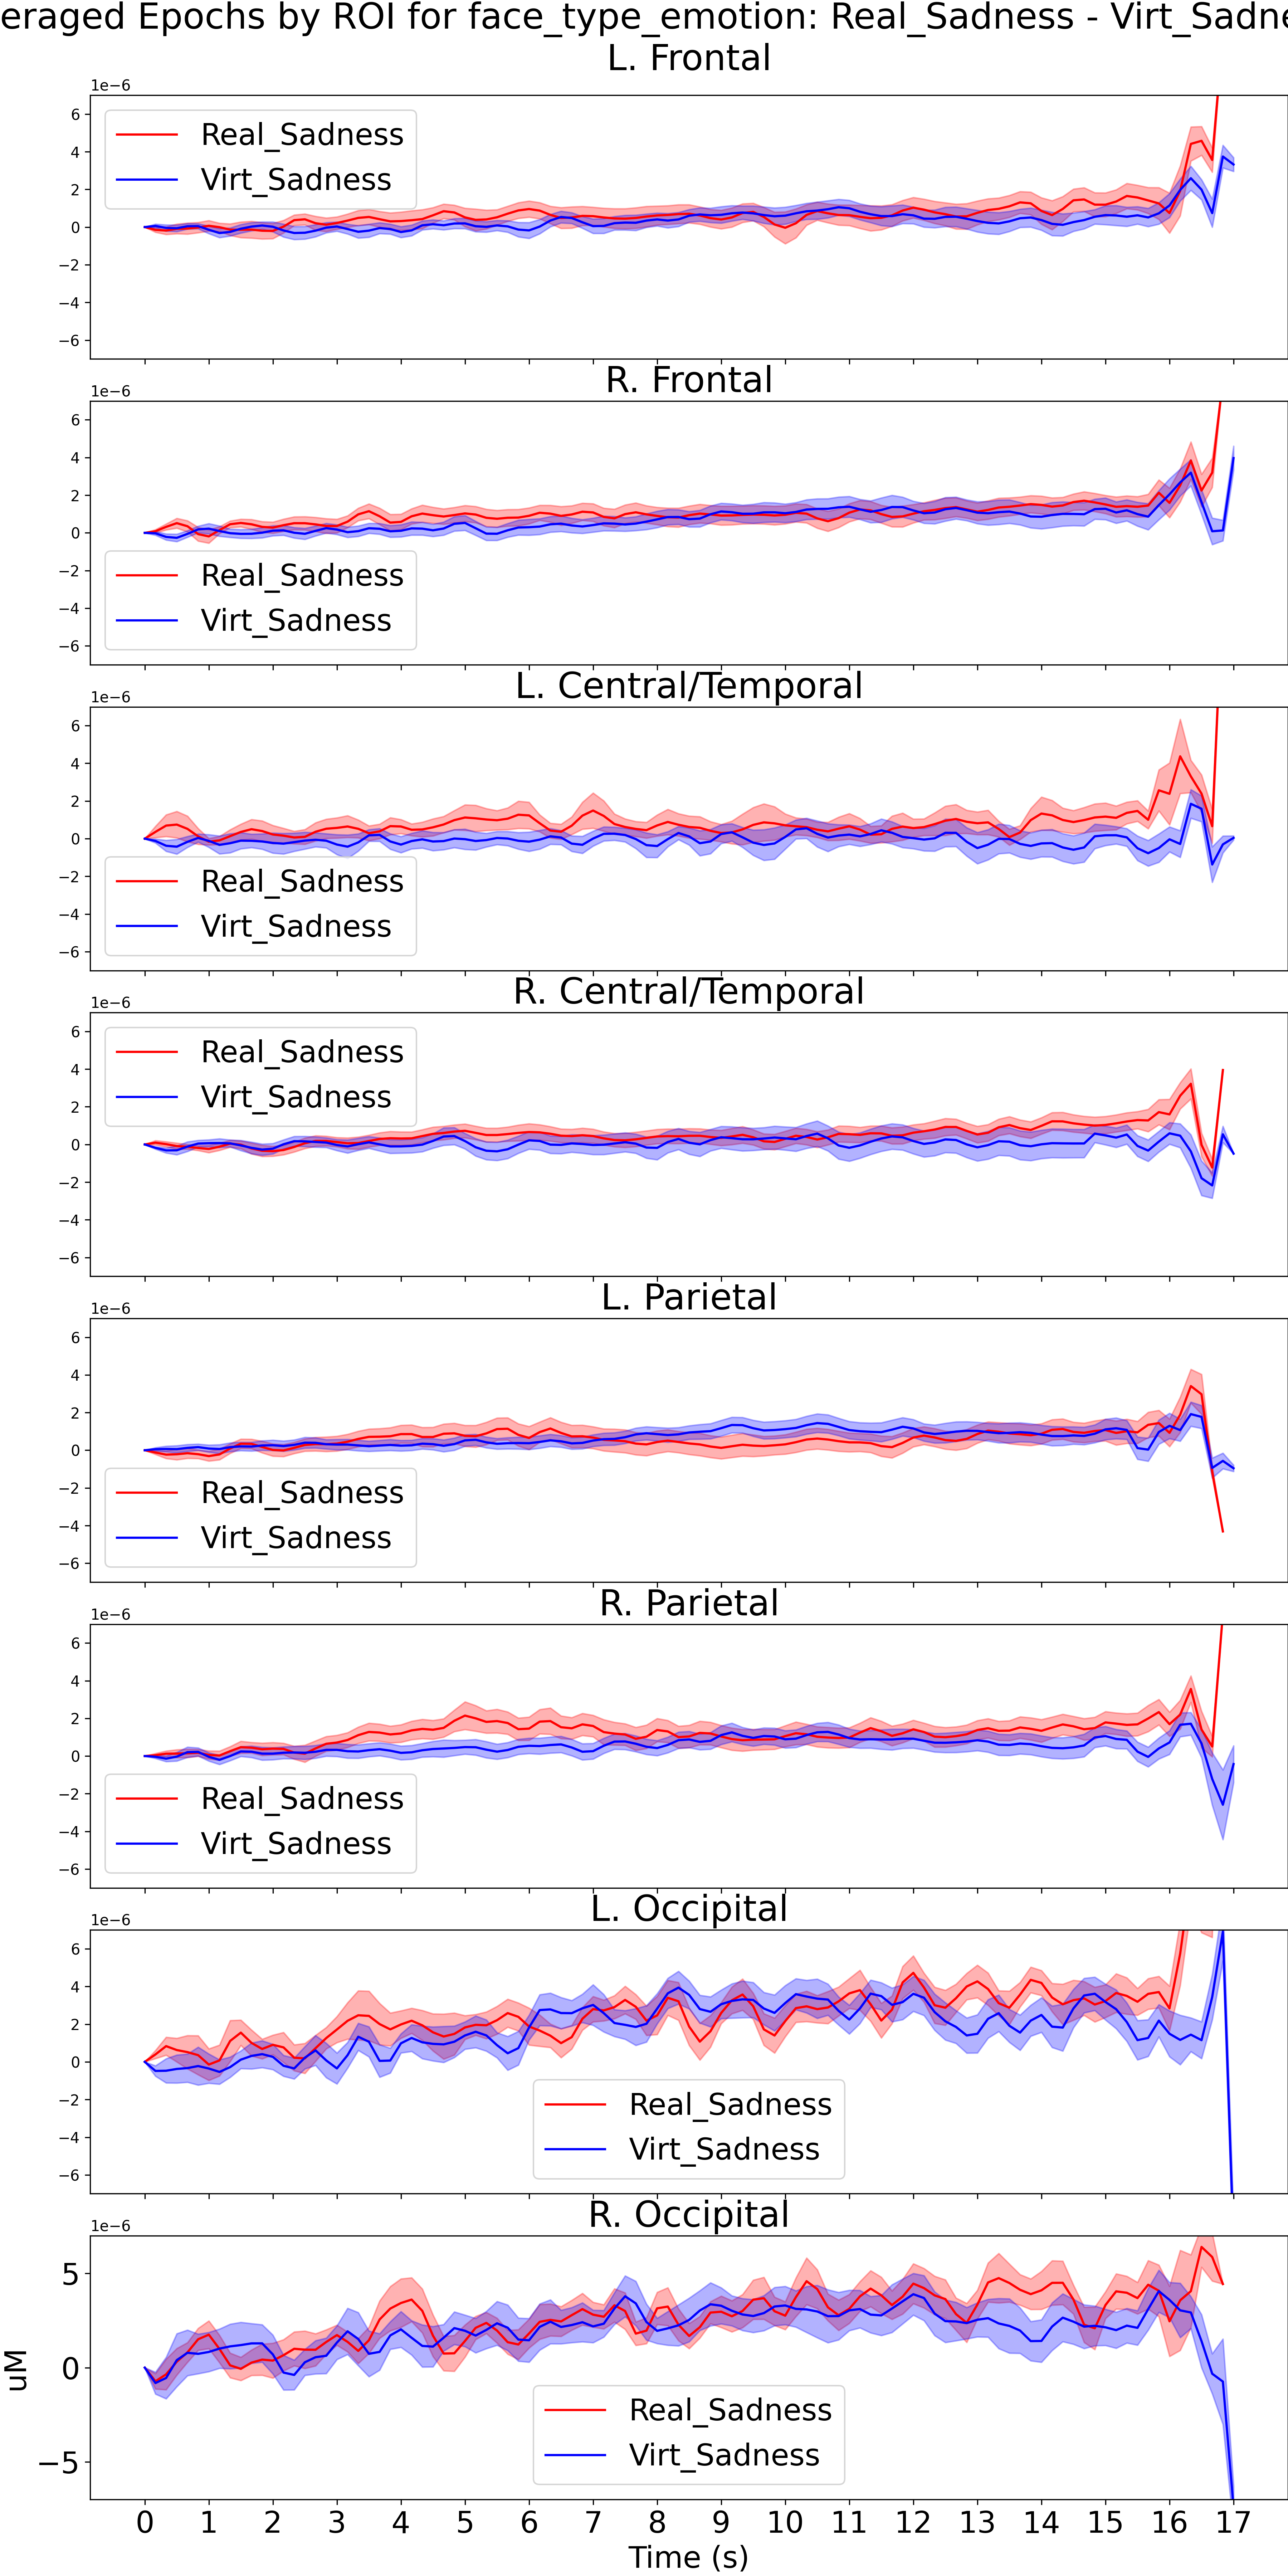 eraged Epochs by ROI for face_type_emotion: Real_Sadness - Virt_Sadne
L. Frontal
1e−6
6
4
2
0
−2
−4
−6
Real_Sadness
Virt_Sadness
R. Frontal
1e−6
6
4
2
0
−2
−4
−6
Real_Sadness
Virt_Sadness
L. Central/Temporal
1e−6
6
4
2
0
−2
−4
−6
Real_Sadness
Virt_Sadness
R. Central/Temporal
1e−6
6
4
2
0
−2
−4
−6
Real_Sadness
Virt_Sadness
L. Parietal
1e−6
6
4
2
0
−2
−4
−6
Real_Sadness
Virt_Sadness
R. Parietal
1e−6
6
4
2
0
−2
−4
−6
Real_Sadness
Virt_Sadness
L. Occipital
1e−6
6
4
2
0
−2
−4
−6
Real_Sadness
Virt_Sadness
R. Occipital
1e−6
5
0
−5
uM
Real_Sadness
Virt_Sadness
0 1 2 3 4 5 6 7 8 9 10 11 12 13 14 15 16 17
Time (s)